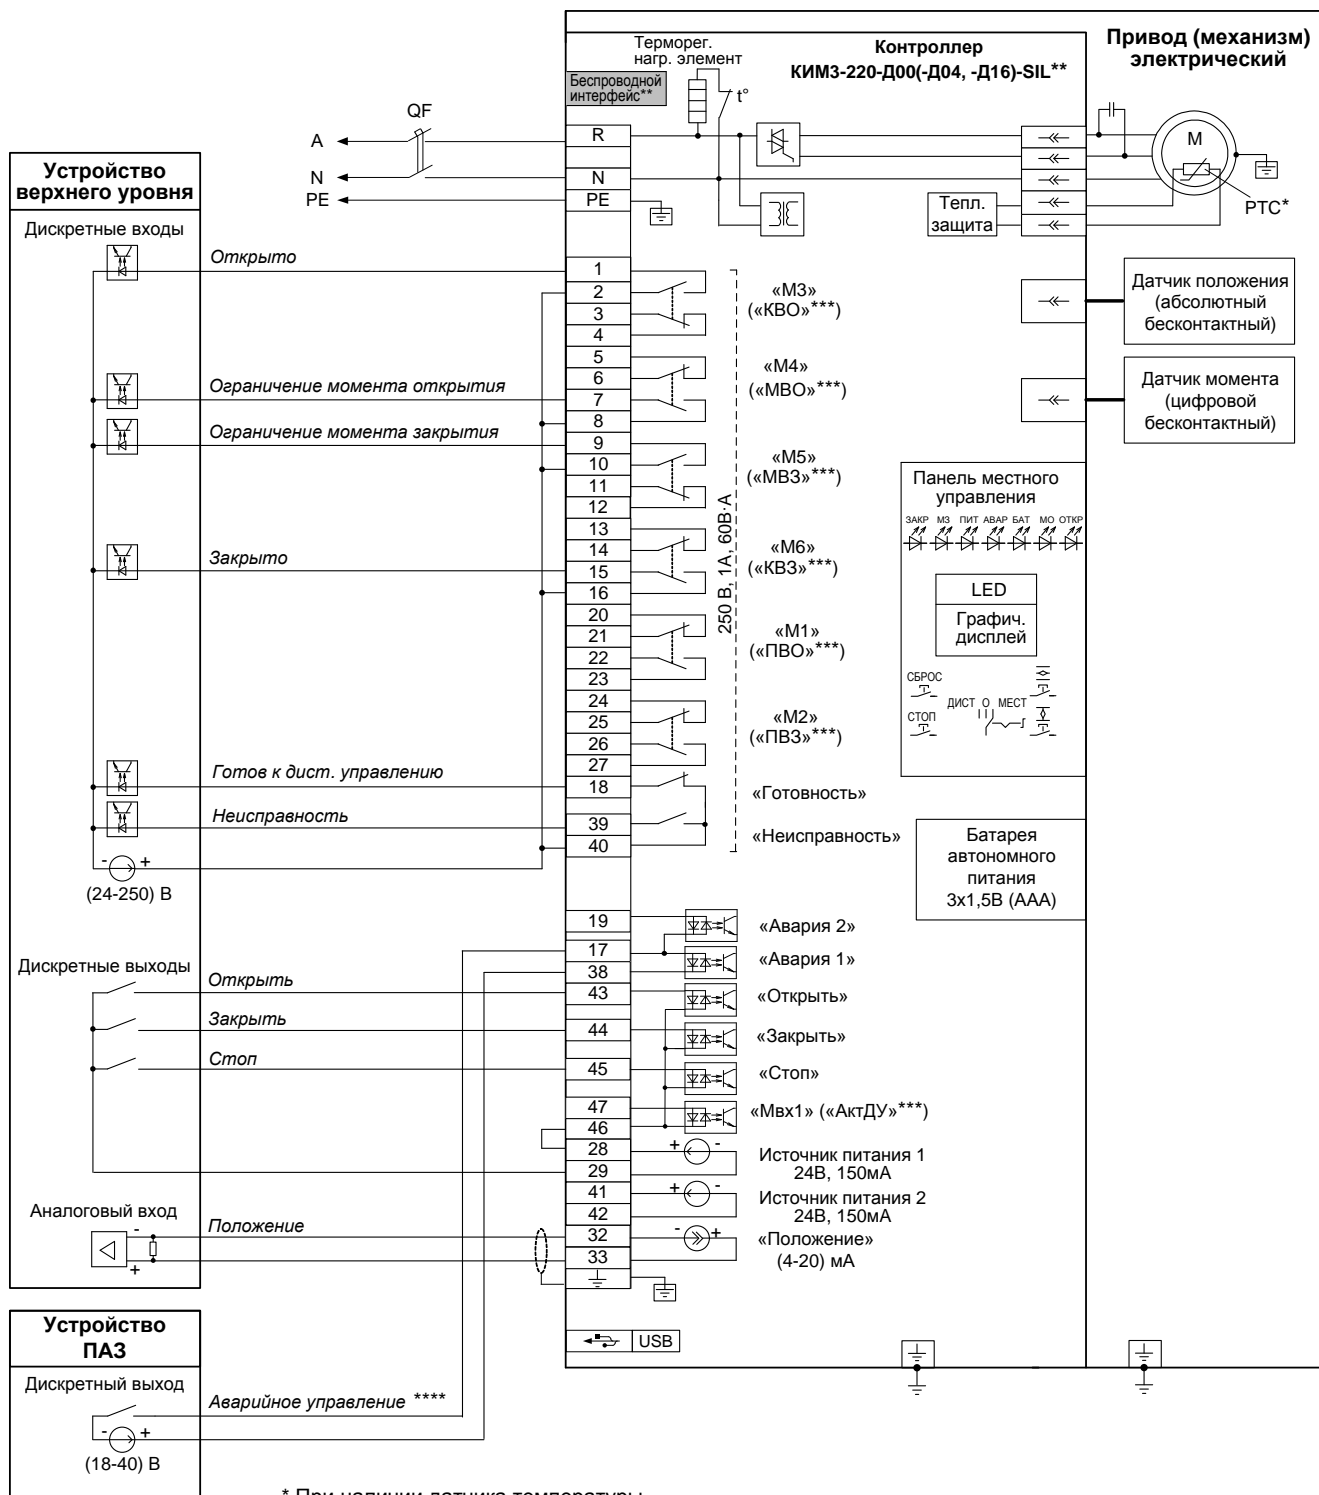 Привод (механизм)
электрический
Контроллер
КИМ3-220-Д00(-Д04, -Д16)-SIL**
Терморег.
нагр. элемент
t°
Беспроводной
интерфейс**
QF
A
N
PE
R
N
PE
M
PTC*
Тепл.
защита
Устройство
верхнего уровня
Дискретные входы
Открыто
1
2
3
4
«М3»
(«КВО»***)
Датчик положения
(абсолютный
бесконтактный)
Ограничение момента открытия
5
6
7
8
«М4»
(«МВО»***)
Датчик момента
(цифровой
бесконтактный)
Ограничение момента закрытия
9
10
11
12
«М5»
(«МВЗ»***)
250 В, 1А, 60В·А
Закрыто
13
14
15
16
«М6»
(«КВЗ»***)
20
21
22
23
«М1»
(«ПВО»***)
24
25
26
27
«М2»
(«ПВЗ»***)
Панель местного
управления
ЗАКР МЗ ПИТ АВАР БАТ МО ОТКР
LED
Графич.
дисплей
СБРОС
ДИСТ О МЕСТ
СТОП
Готов к дист. управлению
18
«Готовность»
Неисправность
39
40
«Неисправность»
- +
(24-250) В
Батарея
автономного
питания
3х1,5В (ААА)
19
«Авария 2»
17
38
«Авария 1»
Дискретные выходы
Открыть
43
«Открыть»
Закрыть
44
«Закрыть»
Стоп
45
«Стоп»
47
46
«Мвх1» («АктДУ»***)
28
29
+ -
Источник питания 1
24В, 150мА
41
42
+ -
Источник питания 2
24В, 150мА
Аналоговый вход
-
+
Положение
32
33
- +
«Положение»
(4-20) мА
USB
Устройство
ПАЗ
Дискретный выход
Аварийное управление ****
- +
(18-40) В
* При наличии датчика температуры